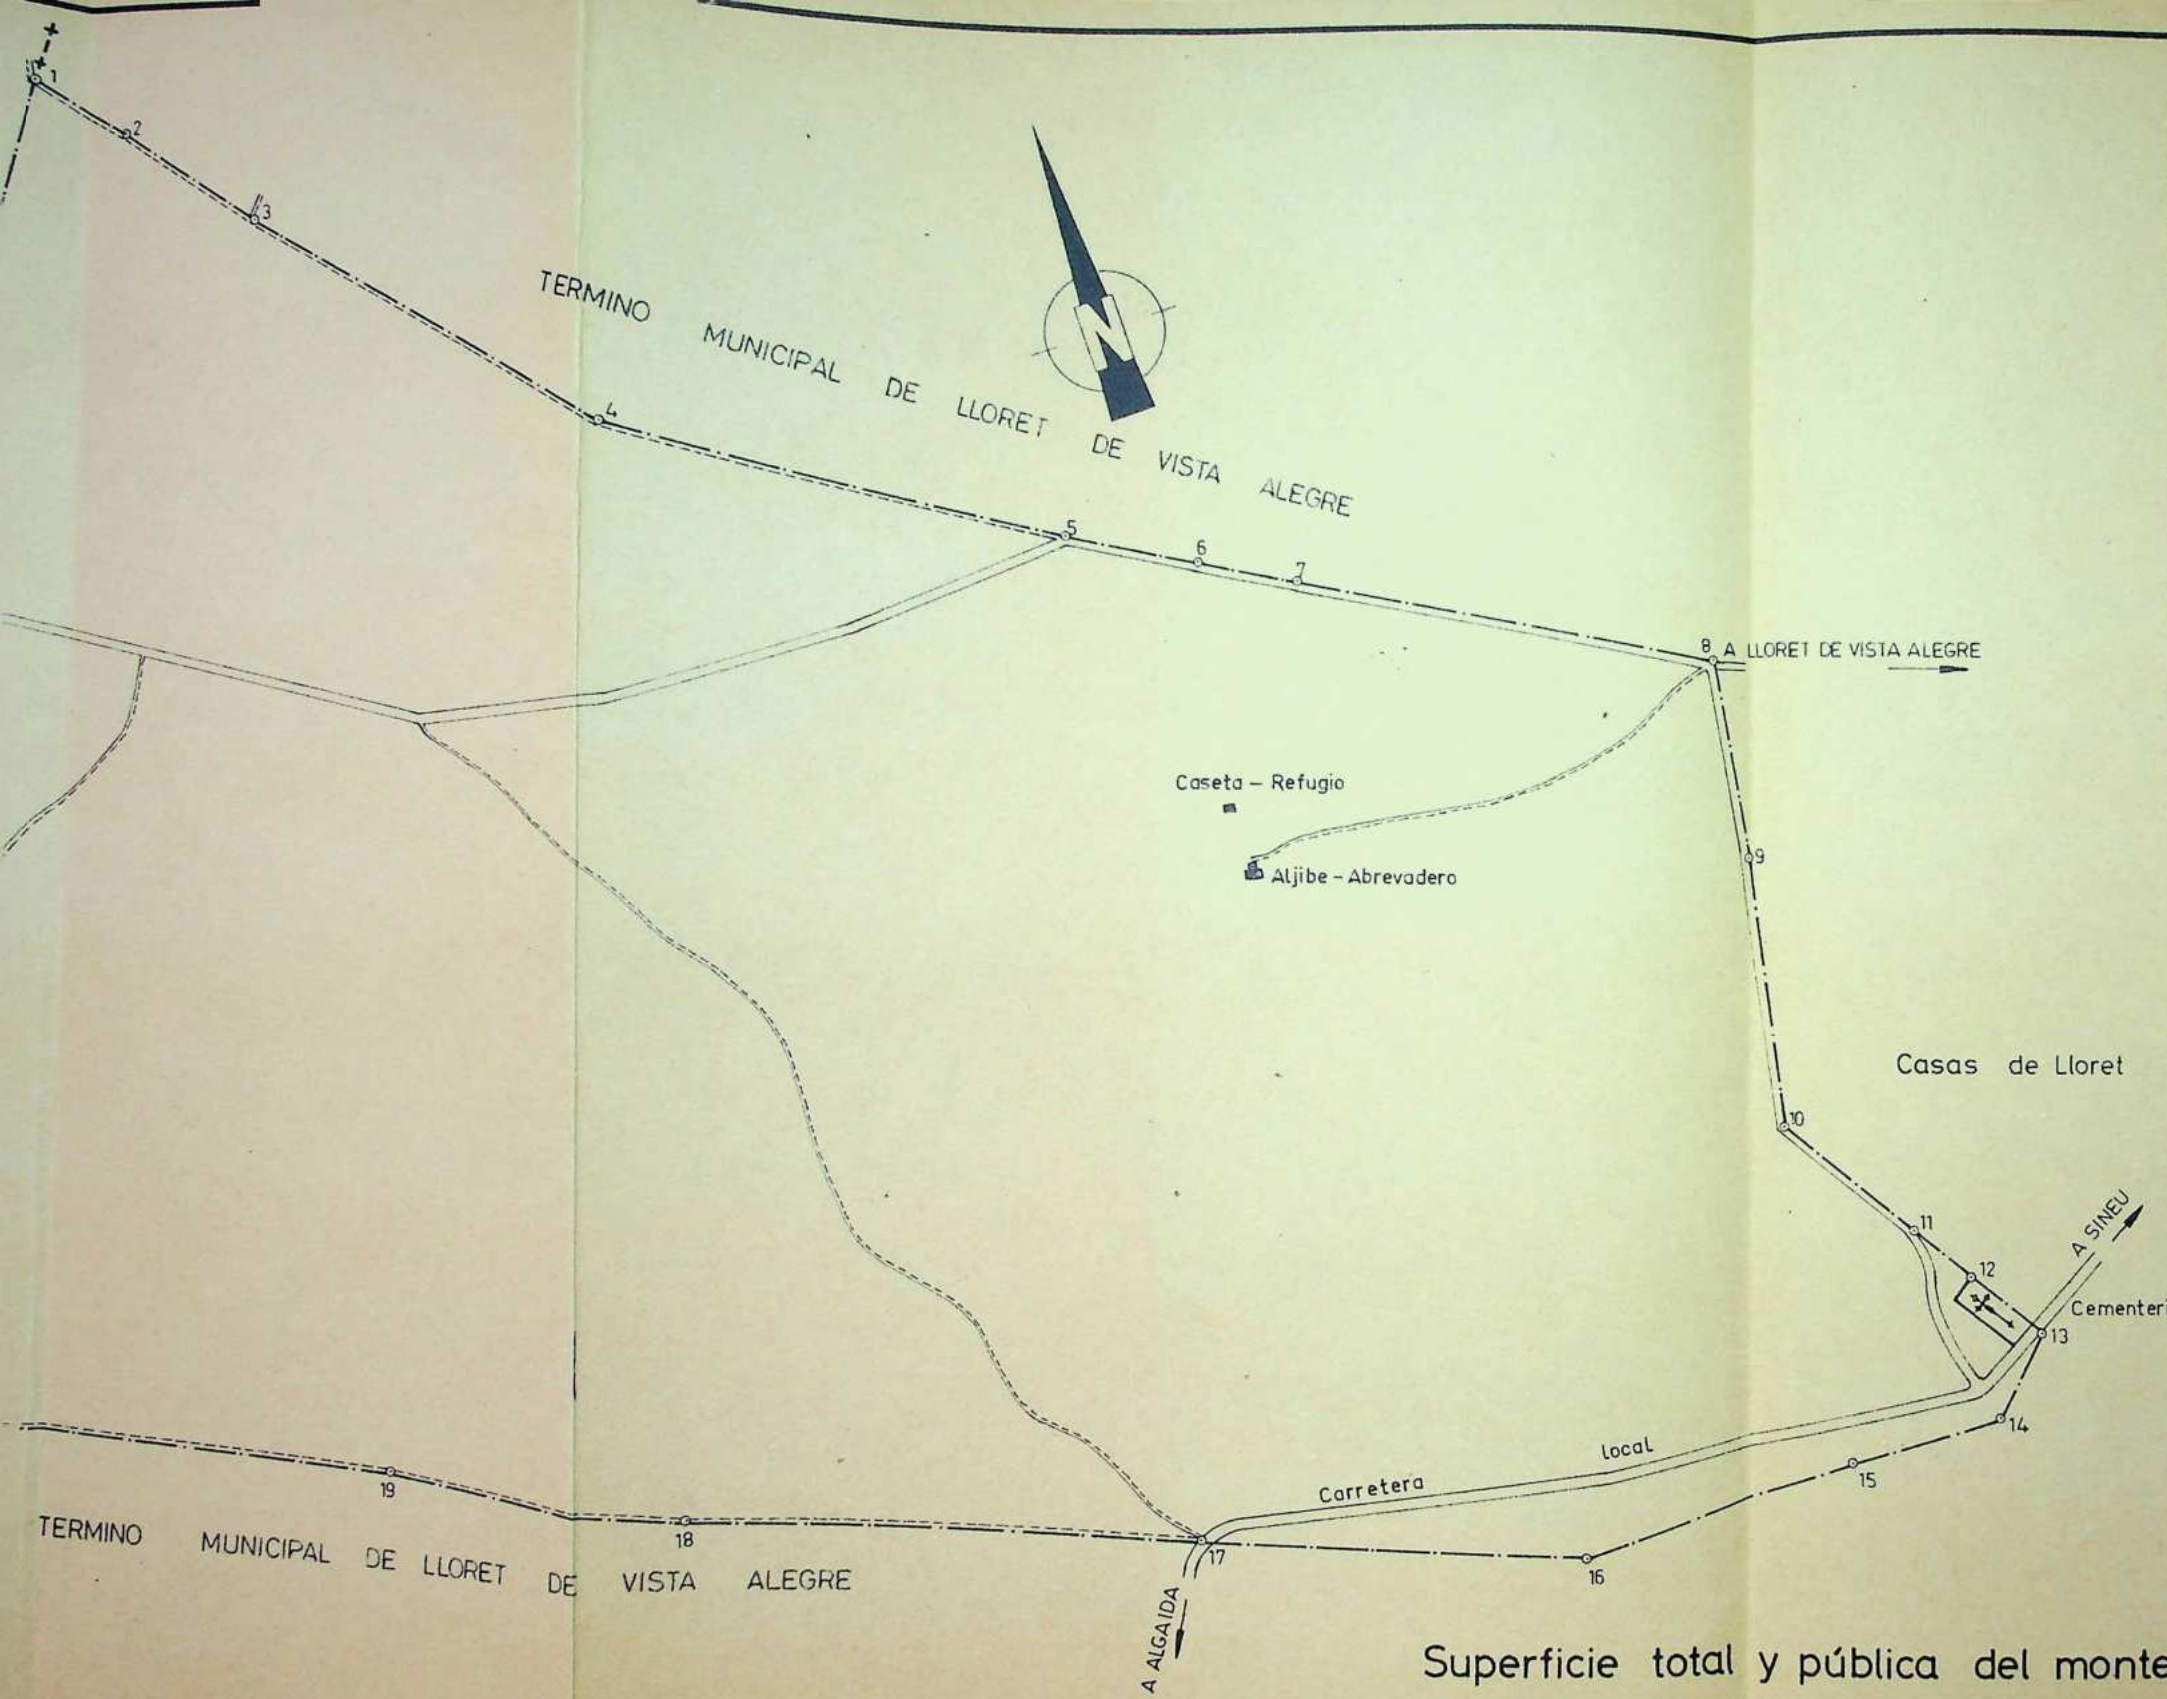 1
2
3
4
TERMINO MUNICIPAL DE LLORET DE VISTA ALEGRE
N
5
6
7
8
A LLORET DE VISTA ALEGRE
Caseta - Refugio
Aljibe - Abrevadero
9
Casas de Lloret
10
11
12
A SINEU
Cementeri
13
14
15
Carretera local
16
17
18
19
TERMINO MUNICIPAL DE LLORET DE VISTA ALEGRE
A ALGAIDA
Superficie total y pública del monte